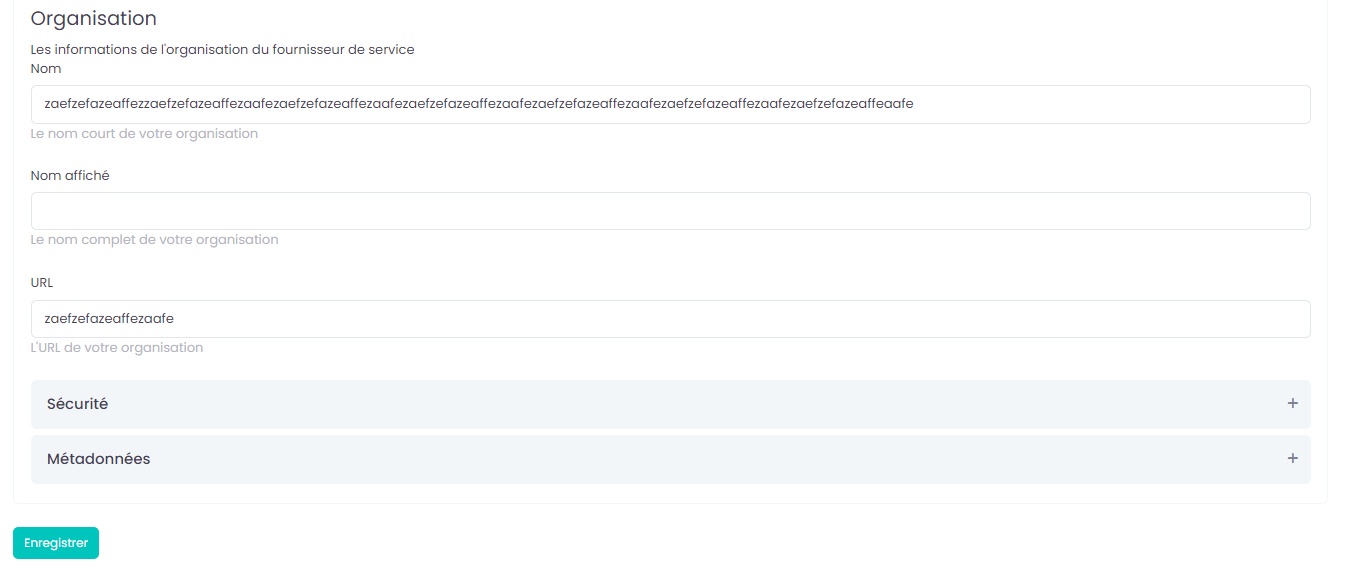 Organisation
Les informations de l'organisation du fournisseur de service
Nom
zaefzefazeaffezzaefzefazeaffezaafezaefzefazeaffezaafezaefzefazeaffezaafezaefzefazeaffezaafezaefzefazeaffezaafezaefzefazeaffeaafe
Le nom court de votre organisation
Nom affiché
Le nom complet de votre organisation
URL
zaefzefazeaffezaafe
L'URL de votre organisation
Sécurité +
Métadonnées +
Enregistrer